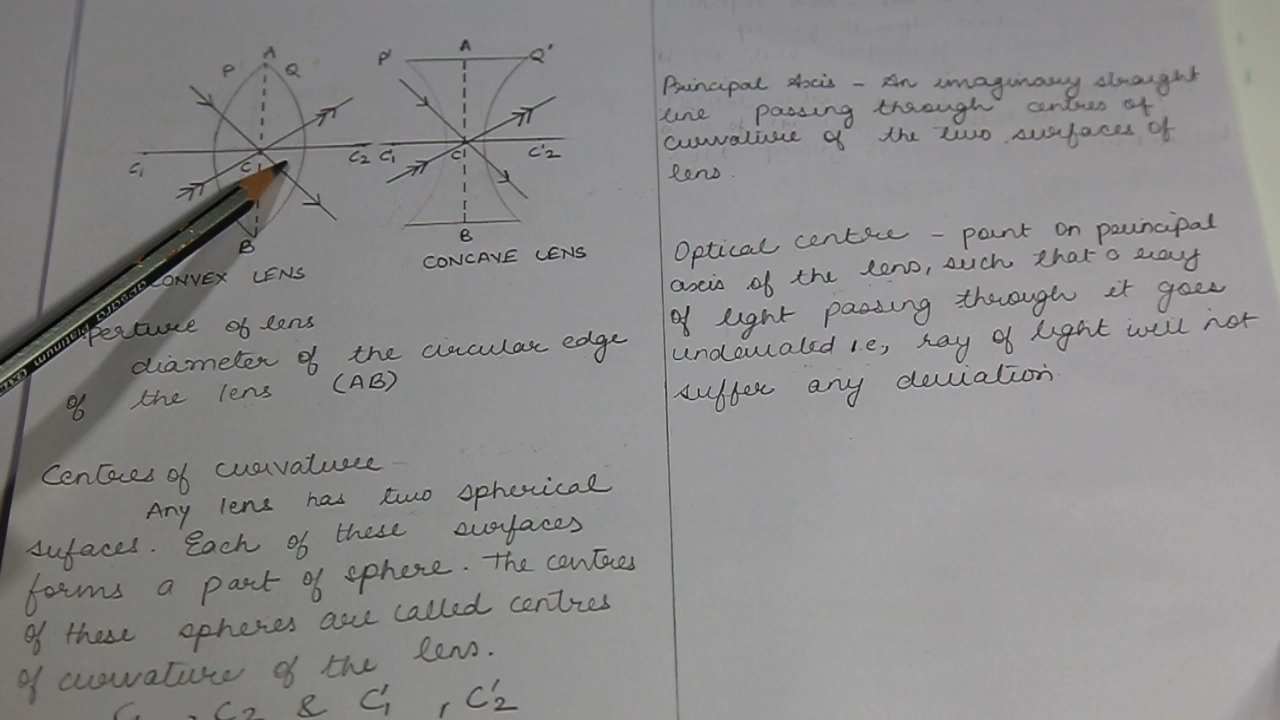 A
P Q
C1 C C2
B
CONVEX LENS
P' A Q'
C'1 C C'2
B
CONCAVE LENS
perture of lens
diameter of the circular edge
of the lens (AB)
Centres of curvature
Any lens has two spherical
sufaces. Each of these surfaces
forms a part of sphere. The centres
of these spheres are called centres
of curvature of the lens.
C1, C2 & C'1, C'2
Principal Axis - An imaginary straight
line passing through centres of
curvature of the two surfaces of
lens.
Optical centre - point on principal
axis of the lens, such that a ray
of light passing through it goes
undeviated i.e, ray of light will not
suffer any deviation
apsara Platinum